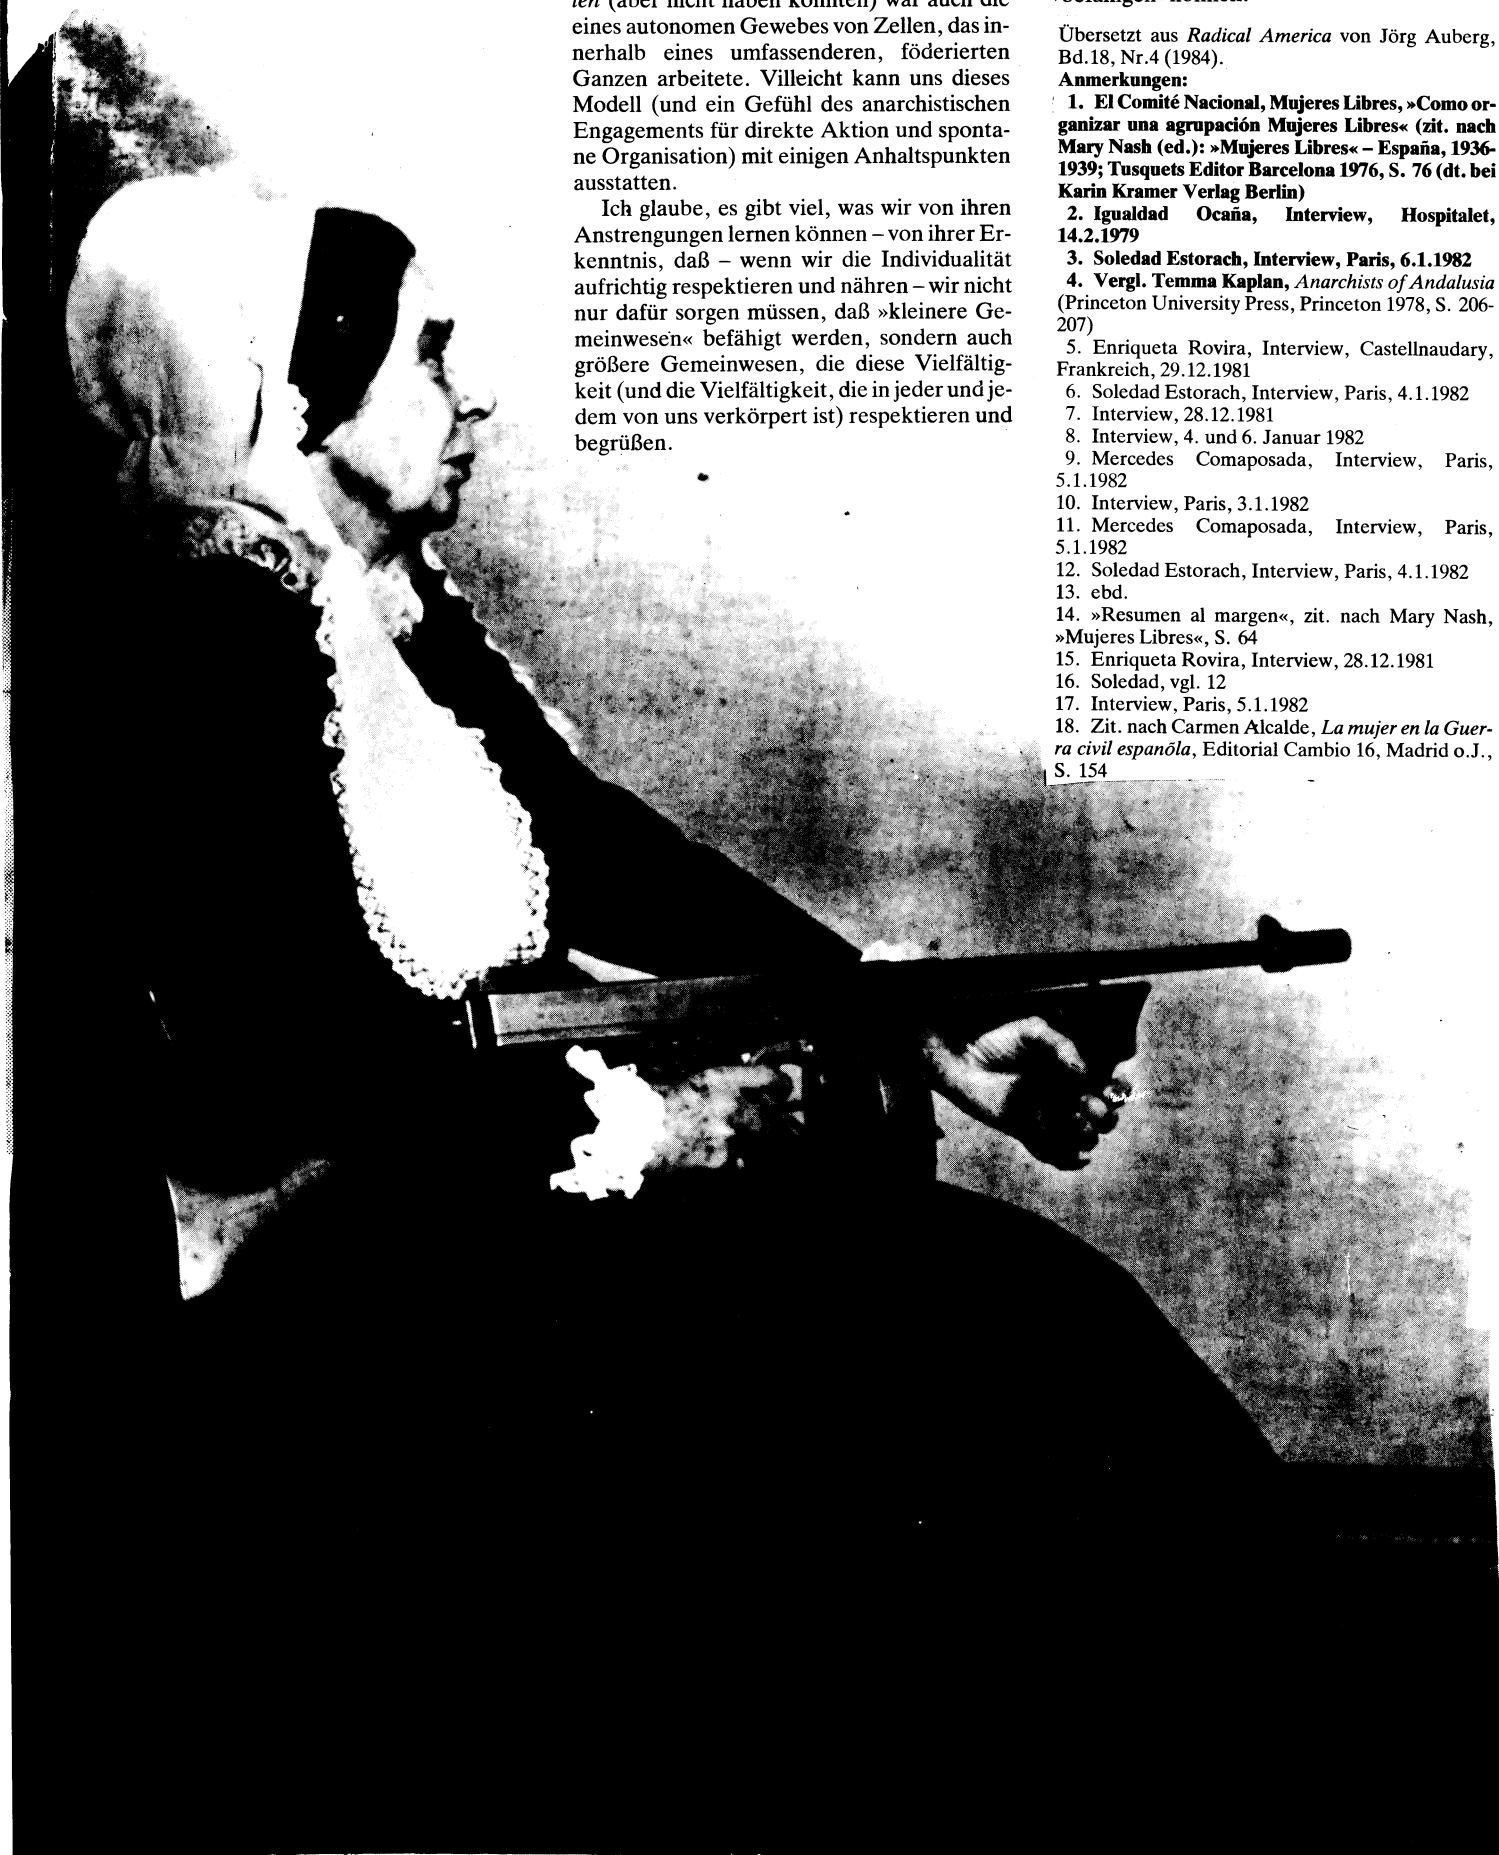 len (aber nicht haben konnten) war auch die
eines autonomen Gewebes von Zellen, das in-
nerhalb eines umfassenderen, föderierten
Ganzen arbeitete. Villeicht kann uns dieses
Modell (und ein Gefühl des anarchistischen
Engagements für direkte Aktion und sponta-
ne Organisation) mit einigen Anhaltspunkten
ausstatten.
Ich glaube, es gibt viel, was wir von ihren
Anstrengungen lernen können – von ihrer Er-
kenntnis, daß – wenn wir die Individualität
aufrichtig respektieren und nähren – wir nicht
nur dafür sorgen müssen, daß »kleinere Ge-
meinwesen« befähigt werden, sondern auch
größere Gemeinwesen, die diese Vielfältig-
keit (und die Vielfältigkeit, die in jeder und je-
dem von uns verkörpert ist) respektieren und
begrüßen.
Übersetzt aus Radical America von Jörg Auberg,
Bd.18, Nr.4 (1984).
Anmerkungen:
1. El Comité Nacional, Mujeres Libres, »Como or-
ganizar una agrupación Mujeres Libres« (zit. nach
Mary Nash (ed.): »Mujeres Libres« – España, 1936-
1939; Tusquets Editor Barcelona 1976, S. 76 (dt. bei
Karin Kramer Verlag Berlin)
2. Igualdad Ocaña, Interview, Hospitalet,
14.2.1979
3. Soledad Estorach, Interview, Paris, 6.1.1982
4. Vergl. Temma Kaplan, Anarchists of Andalusia
(Princeton University Press, Princeton 1978, S. 206-
207)
5. Enriqueta Rovira, Interview, Castellnaudary,
Frankreich, 29.12.1981
6. Soledad Estorach, Interview, Paris, 4.1.1982
7. Interview, 28.12.1981
8. Interview, 4. und 6. Januar 1982
9. Mercedes Comaposada, Interview, Paris,
5.1.1982
10. Interview, Paris, 3.1.1982
11. Mercedes Comaposada, Interview, Paris,
5.1.1982
12. Soledad Estorach, Interview, Paris, 4.1.1982
13. ebd.
14. »Resumen al margen«, zit. nach Mary Nash,
»Mujeres Libres«, S. 64
15. Enriqueta Rovira, Interview, 28.12.1981
16. Soledad, vgl. 12
17. Interview, Paris, 5.1.1982
18. Zit. nach Carmen Alcalde, La mujer en la Guer-
ra civil espanõla, Editorial Cambio 16, Madrid o.J.,
S. 154